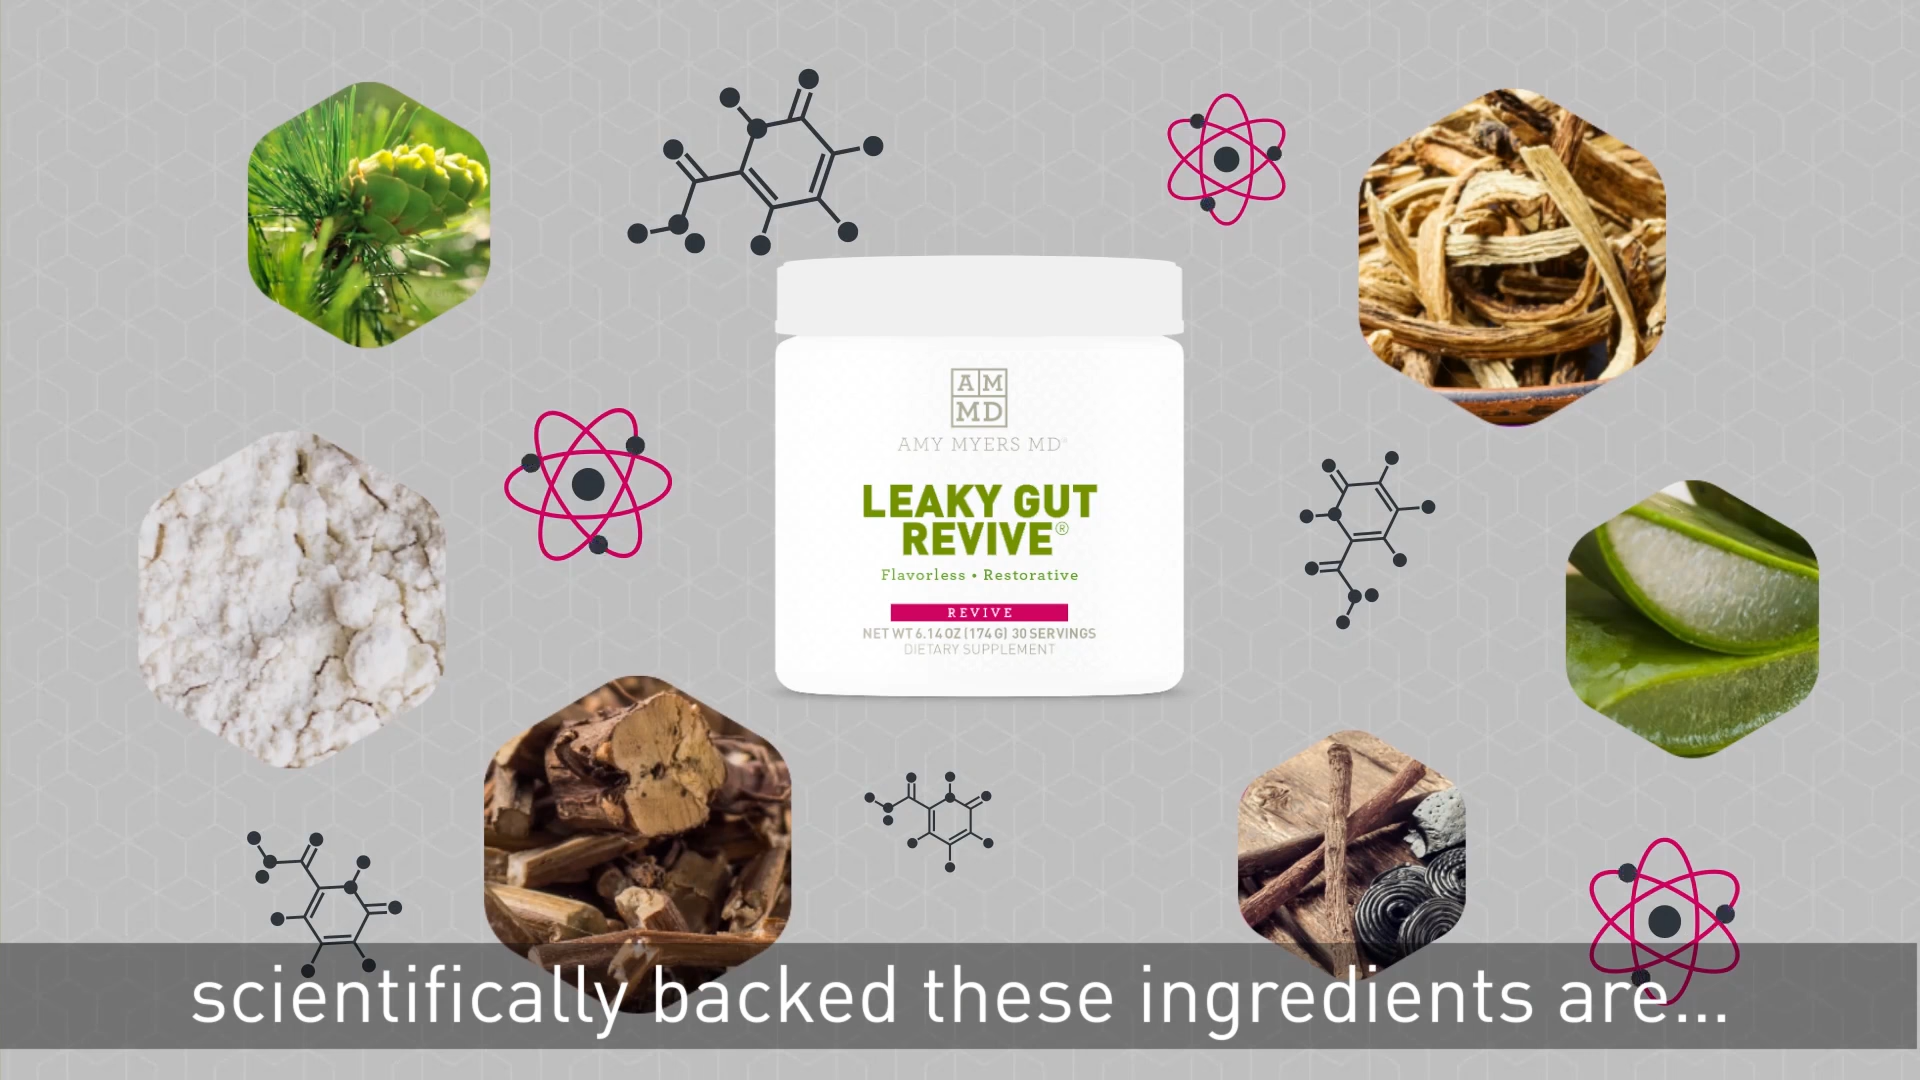 AM
MD
AMY MYERS MD®
LEAKY GUT
REVIVE®
Flavorless • Restorative
REVIVE
NET WT 6.14 OZ (174 G) 30 SERVINGS
DIETARY SUPPLEMENT
scientifically backed these ingredients are...